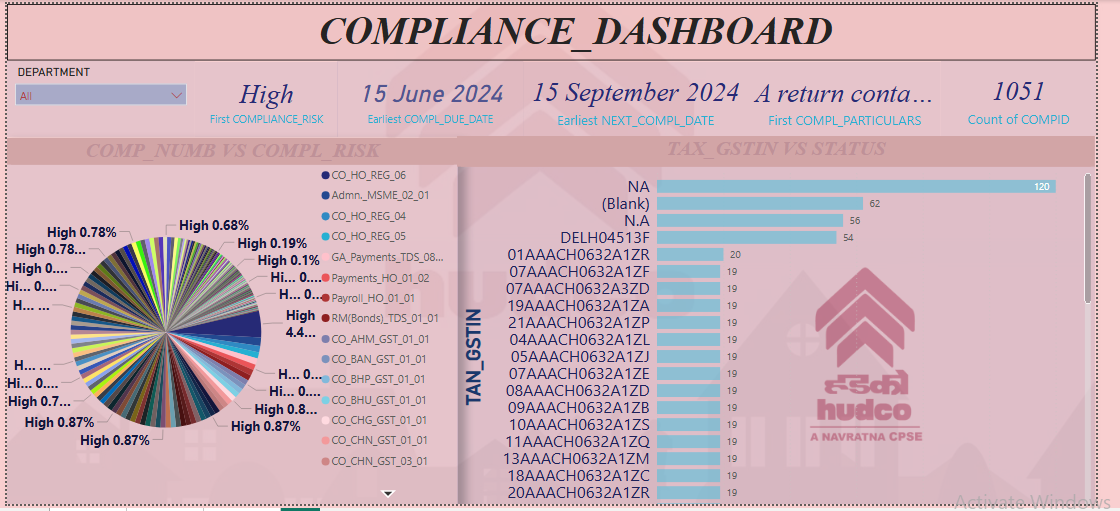 COMPLIANCE_DASHBOARD
DEPARTMENT
All
High
First COMPLIANCE_RISK
15 June 2024
Earliest COMPL_DUE_DATE
15 September 2024
Earliest NEXT_COMPL_DATE
A return conta...
First COMPL_PARTICULARS
1051
Count of COMPID
COMP_NUMB VS COMPL_RISK
High 0.78%
High 0.68%
High 0.78...
High 0.19%
High 0....
High 0.1%
Hi... 0....
Hi... 0....
H... 0....
H... ...
High
4.4...
H... ...
H... 0....
Hi... 0....
Hi... 0....
High 0.7...
High 0.8...
High 0.87%
High 0.87%
High 0.87%
CO_HO_REG_06
Admn._MSME_02_01
CO_HO_REG_04
CO_HO_REG_05
GA_Payments_TDS_08...
Payments_HO_01_02
Payroll_HO_01_01
RM(Bonds)_TDS_01_01
CO_AHM_GST_01_01
CO_BAN_GST_01_01
CO_BHP_GST_01_01
CO_BHU_GST_01_01
CO_CHG_GST_01_01
CO_CHN_GST_01_01
CO_CHN_GST_03_01
TAX_GSTIN VS STATUS
TAN_GSTIN
NA 120
(Blank) 62
N.A 56
DELH04513F 54
01AAACH0632A1ZR 20
07AAACH0632A1ZF 19
07AAACH0632A3ZD 19
19AAACH0632A1ZA 19
21AAACH0632A1ZP 19
04AAACH0632A1ZL 19
05AAACH0632A1ZJ 19
07AAACH0632A1ZE 19
08AAACH0632A1ZD 19
09AAACH0632A1ZB 19
10AAACH0632A1ZS 19
11AAACH0632A1ZQ 19
13AAACH0632A1ZM 19
18AAACH0632A1ZC 19
20AAACH0632A1ZR 19
हडको
hudco
A NAVRATNA CPSE
Activate Windows